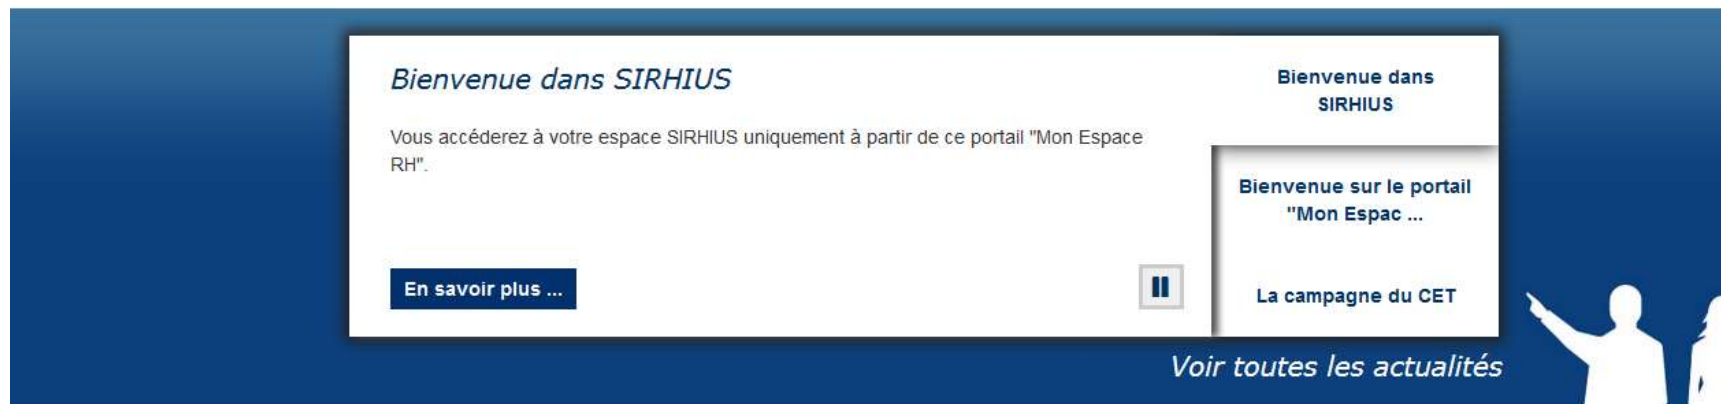 Bienvenue dans SIRHIUS
Vous accéderez à votre espace SIRHIUS uniquement à partir de ce portail "Mon Espace
RH".
En savoir plus ...
Bienvenue dans
SIRHIUS
Bienvenue sur le portail
"Mon Espac ...
La campagne du CET
Voir toutes les actualités